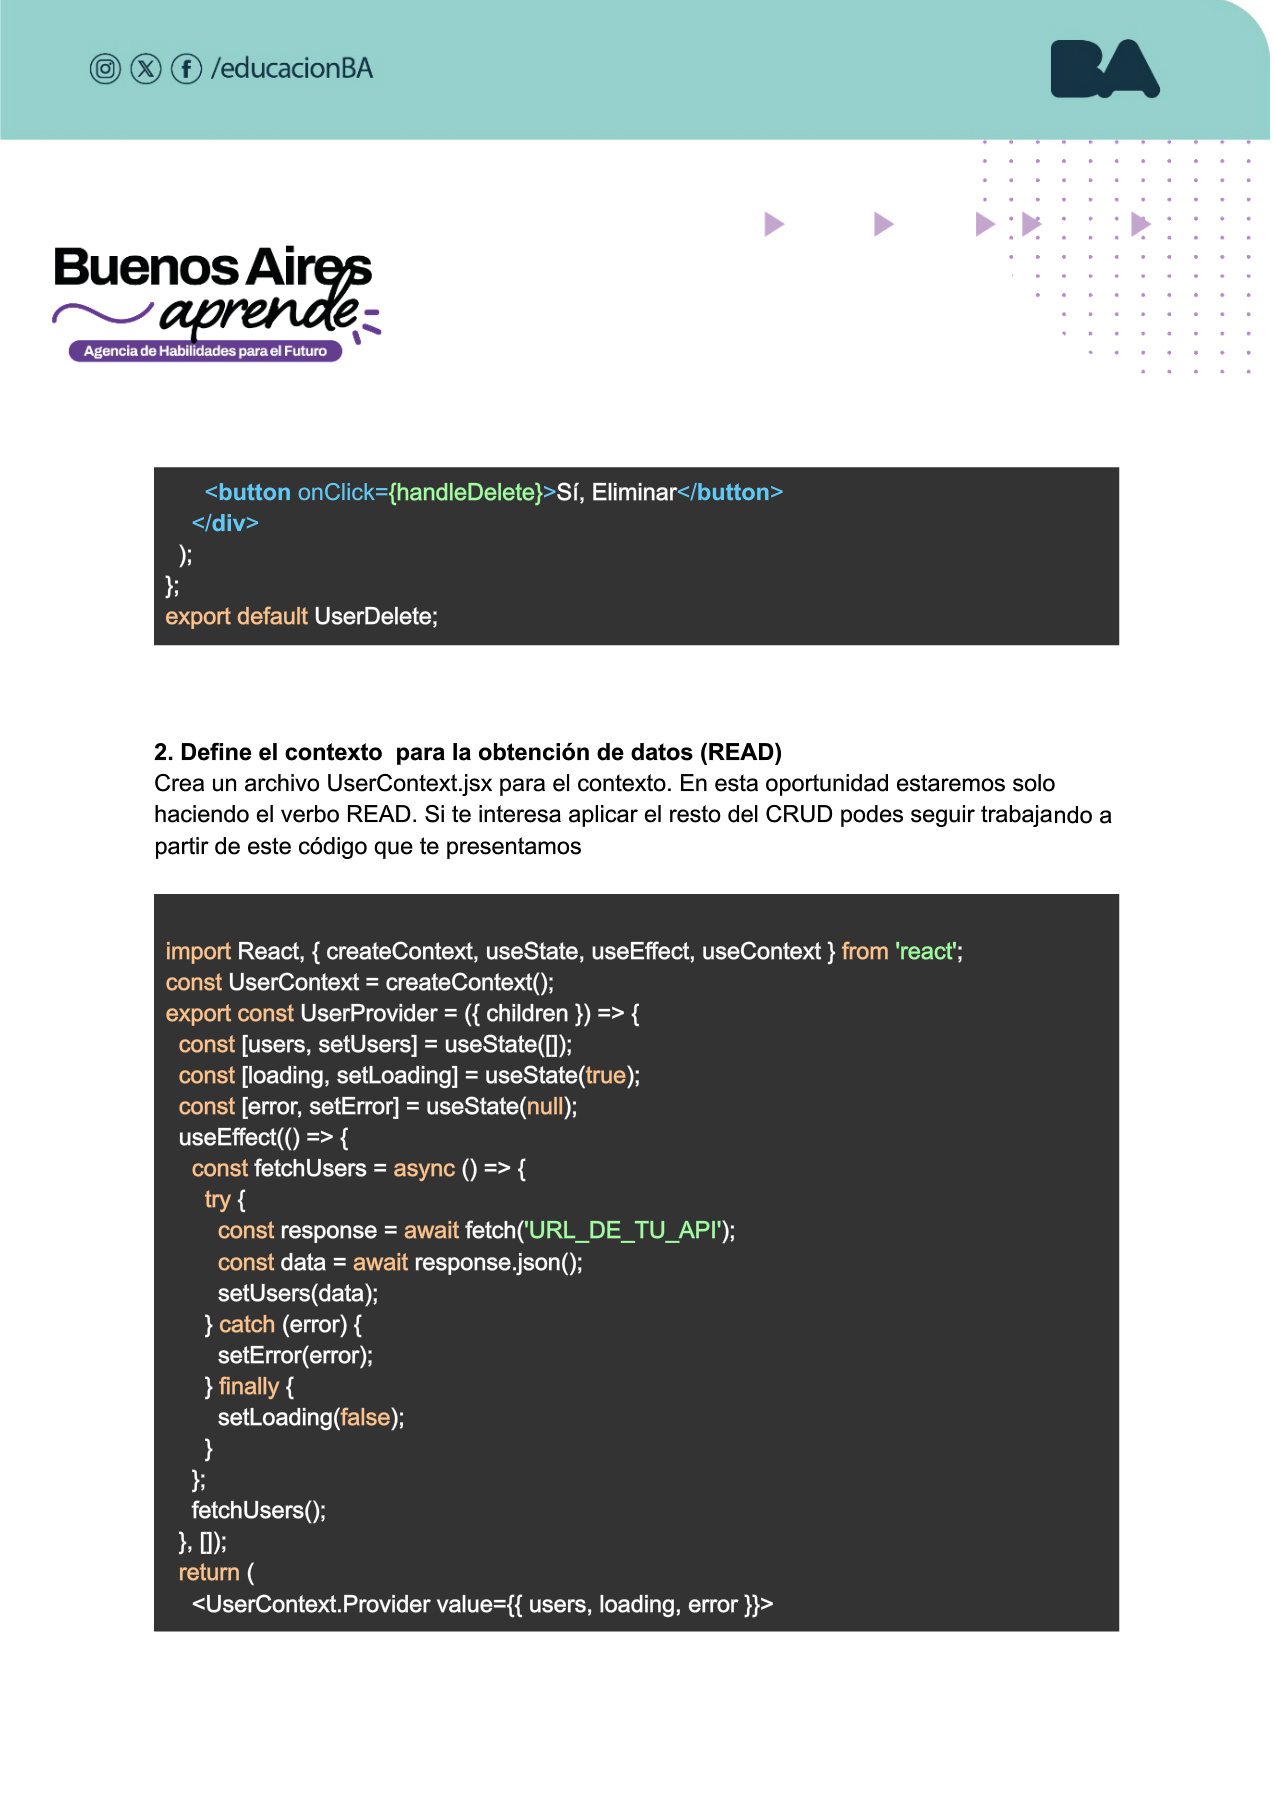 /educacionBA
BA
Buenos Aires
aprende
Agencia de Habilidades para el Futuro
<button onClick={handleDelete}>Sí, Eliminar</button>
</div>
);
};
export default UserDelete;
2. Define el contexto  para la obtención de datos (READ)
Crea un archivo UserContext.jsx para el contexto. En esta oportunidad estaremos solo
haciendo el verbo READ. Si te interesa aplicar el resto del CRUD podes seguir trabajando a
partir de este código que te presentamos
import React, { createContext, useState, useEffect, useContext } from 'react';
const UserContext = createContext();
export const UserProvider = ({ children }) => {
const [users, setUsers] = useState([]);
const [loading, setLoading] = useState(true);
const [error, setError] = useState(null);
useEffect(() => {
const fetchUsers = async () => {
try {
const response = await fetch('URL_DE_TU_API');
const data = await response.json();
setUsers(data);
} catch (error) {
setError(error);
} finally {
setLoading(false);
}
};
fetchUsers();
}, []);
return (
<UserContext.Provider value={{ users, loading, error }}>